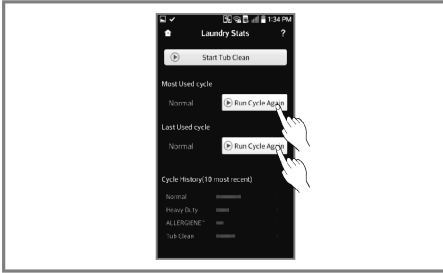 1:34 PM
Laundry Stats ?
Start Tub Clean
Most Used cycle
Normal Run Cycle Again
Last Used cycle
Normal Run Cycle Again
Cycle History(10 most recent)
Normal
Heavy Duty
ALLERGIENE™
Tub Clean